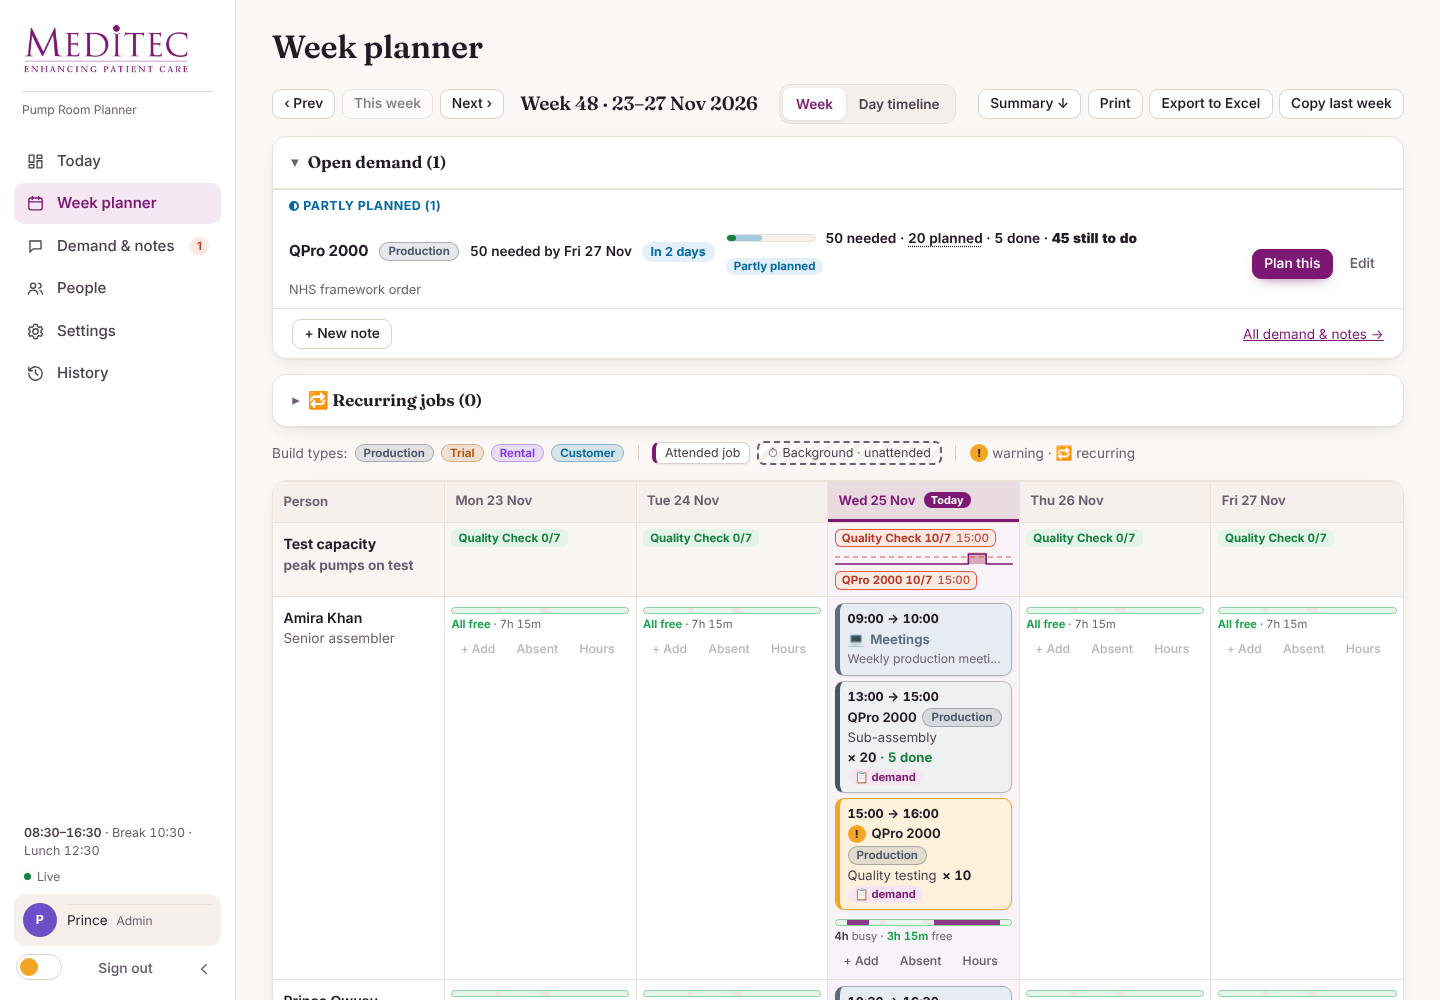 MEDITEC
ENHANCING PATIENT CARE
Pump Room Planner
Today
Week planner
Demand & notes 1
People
Settings
History
08:30–16:30 · Break 10:30 ·
Lunch 12:30
Live
P Prince Admin
Sign out
Week planner
‹ Prev This week Next › Week 48 · 23–27 Nov 2026 Week Day timeline Summary ↓ Print Export to Excel Copy last week
▾ Open demand (1)
PARTLY PLANNED (1)
QPro 2000 Production 50 needed by Fri 27 Nov In 2 days 50 needed · 20 planned · 5 done · 45 still to do
Partly planned
Plan this Edit
NHS framework order
+ New note All demand & notes →
▸ 🔁 Recurring jobs (0)
Build types: Production Trial Rental Customer Attended job ⏱ Background · unattended ! warning · 🔁 recurring
Person Mon 23 Nov Tue 24 Nov Wed 25 Nov Today Thu 26 Nov Fri 27 Nov
Test capacity
peak pumps on test
Quality Check 0/7
Quality Check 0/7
Quality Check 10/7 15:00
QPro 2000 10/7 15:00
Quality Check 0/7
Quality Check 0/7
Amira Khan
Senior assembler
All free · 7h 15m
+ Add Absent Hours
All free · 7h 15m
+ Add Absent Hours
09:00 → 10:00
💻 Meetings
Weekly production meeti...
13:00 → 15:00
QPro 2000 Production
Sub-assembly
× 20 · 5 done
📋 demand
15:00 → 16:00
! QPro 2000
Production
Quality testing × 10
📋 demand
4h busy · 3h 15m free
+ Add Absent Hours
All free · 7h 15m
+ Add Absent Hours
All free · 7h 15m
+ Add Absent Hours